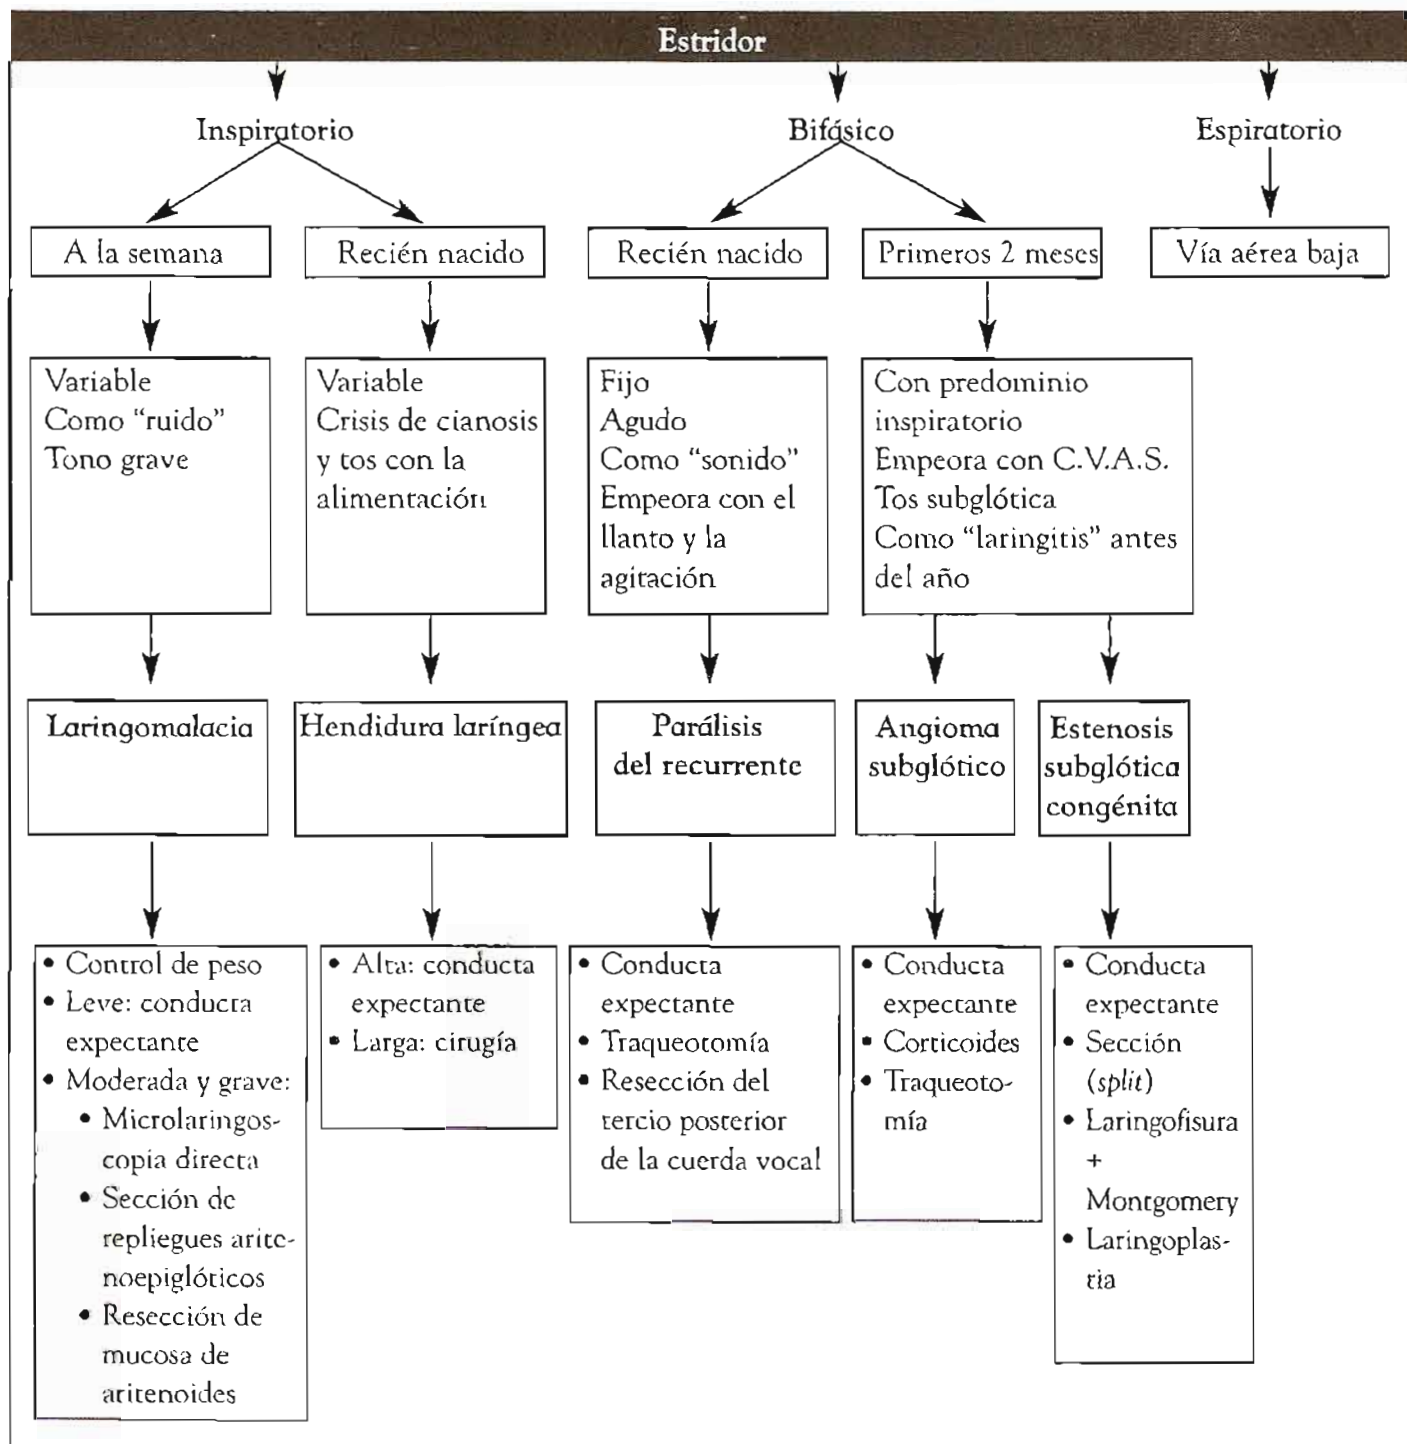 Estridor
Inspiratorio
Bifásico
Espiratorio
A la semana
Recién nacido
Recién nacido
Primeros 2 meses
Vía aérea baja
Variable
Como “ruido”
Tono grave
Variable
Crisis de cianosis
y tos con la
alimentación
Fijo
Agudo
Como “sonido”
Empeora con el
llanto y la
agitación
Con predominio
inspiratorio
Empeora con C.V.A.S.
Tos subglótica
Como “laringitis” antes
del año
Laringomalacia
Hendidura laríngea
Parálisis
del recurrente
Angioma
subglótico
Estenosis
subglótica
congénita
• Control de peso
• Leve: conducta
expectante
• Moderada y grave:
• Microlaringos-
copia directa
• Sección de
repliegues arite-
noepiglóticos
• Resección de
mucosa de
aritenoides
• Alta: conducta
expectante
• Larga: cirugía
• Conducta
expectante
• Traqueotomía
• Resección del
tercio posterior
de la cuerda vocal
• Conducta
expectante
• Corticoides
• Traqueoto-
mía
• Conducta
expectante
• Sección
(split)
• Laringofisura
+
Montgomery
• Laringoplas-
tia